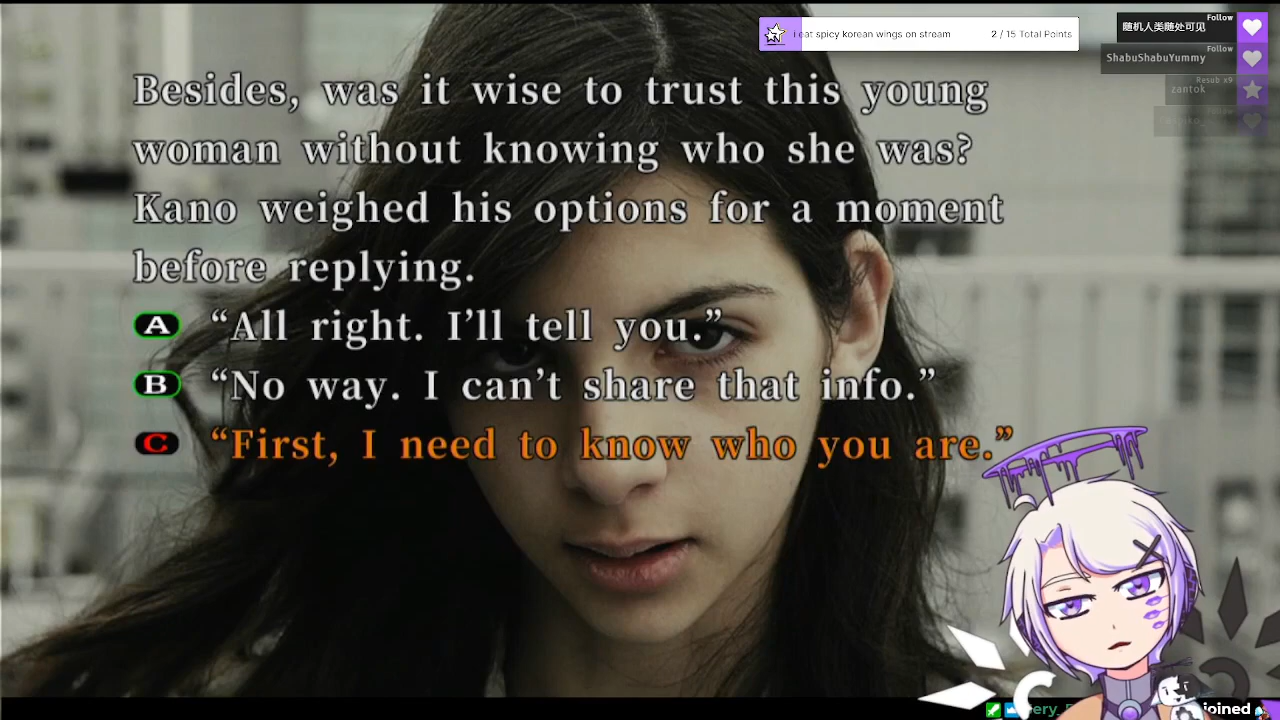 i eat spicy korean wings on stream 2 / 15 Total Points
Follow
随机人类随处可见
Follow
ShabuShabuYummy
Resub x9
zantok
Besides, was it wise to trust this young
woman without knowing who she was?
Kano weighed his options for a moment
before replying.
A “All right. I’ll tell you.”
B “No way. I can’t share that info.”
C “First, I need to know who you are.”
joined